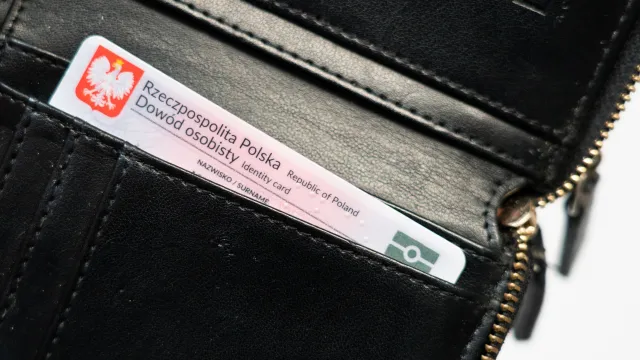 Rzeczpospolita Polska Republic of Poland
Dowód osobisty Identity card
NAZWISKO / SURNAME